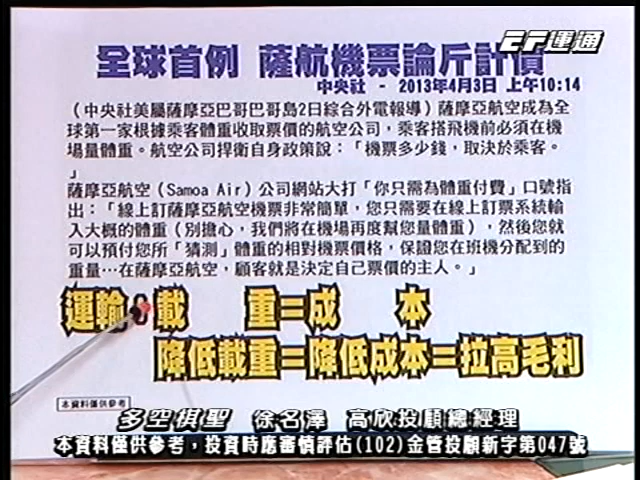 EF運通
全球首例 薩航機票論斤計價
中央社 - 2013年4月3日 上午10:14
(中央社美屬薩摩亞巴哥巴哥島2日綜合外電報導)薩摩亞航空成為全
球第一家根據乘客體重收取票價的航空公司,乘客搭飛機前必須在機
場量體重。航空公司捍衛自身政策說:「機票多少錢,取決於乘客。
」
薩摩亞航空(Samoa Air)公司網站大打「你只需為體重付費」口號指
出:「線上訂薩摩亞航空機票非常簡單,您只需要在線上訂票系統輸
入大概的體重(別擔心,我們將在機場再度幫您量體重),然後您就
可以預付您所「猜測」體重的相對機票價格,保證您在班機分配到的
重量…在薩摩亞航空,顧客就是決定自己票價的主人。」
運輸:載 重=成 本
降低載重=降低成本=拉高毛利
本資料僅供參考
多空棋聖 徐名澤 高欣投顧總經理
本資料僅供參考,投資時應審慎評估(102)金管投顧新字第047號